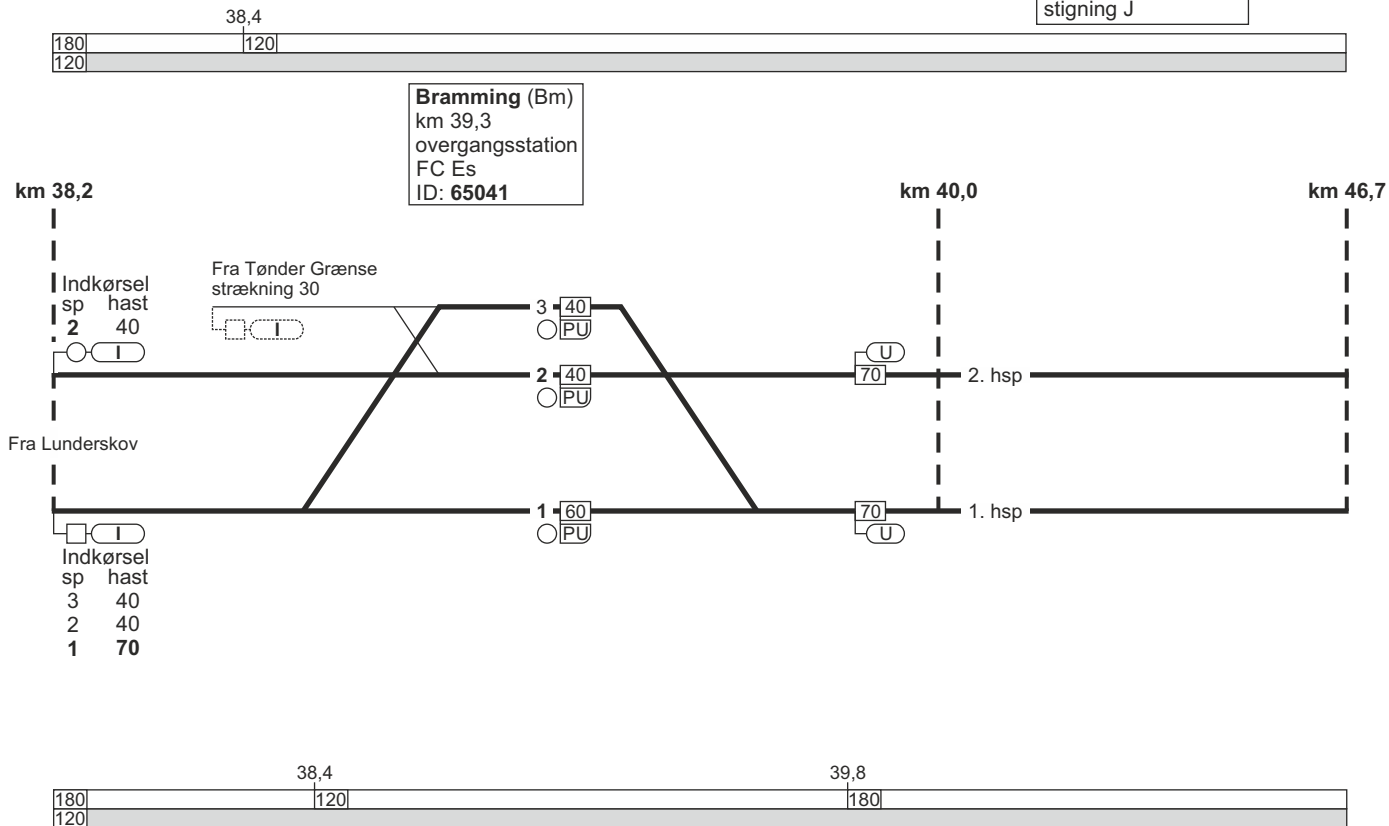 stigning J
38,4
180 120
120
Bramming (Bm)
km 39,3
overgangsstation
FC Es
ID: 65041
km 38,2
km 40,0
km 46,7
Fra Tønder Grænse
strækning 30
I
Indkørsel
sp hast
2 40
I
3 40
PU
U
2 40
70 2. hsp
PU
Fra Lunderskov
1 60
70 1. hsp
I
PU
U
Indkørsel
sp hast
3 40
2 40
1 70
38,4 39,8
180 120 180
120